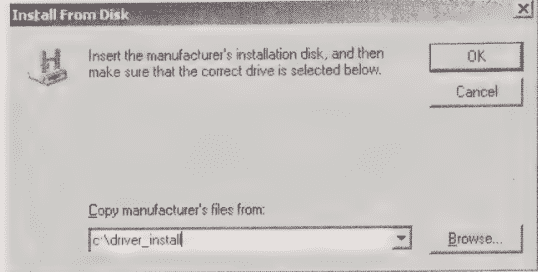 Install From Disk
Insert the manufacturer's installation disk, and then
make sure that the correct drive is selected below.
OK
Cancel
Copy manufacturer's files from:
c:\driver_install
Browse...